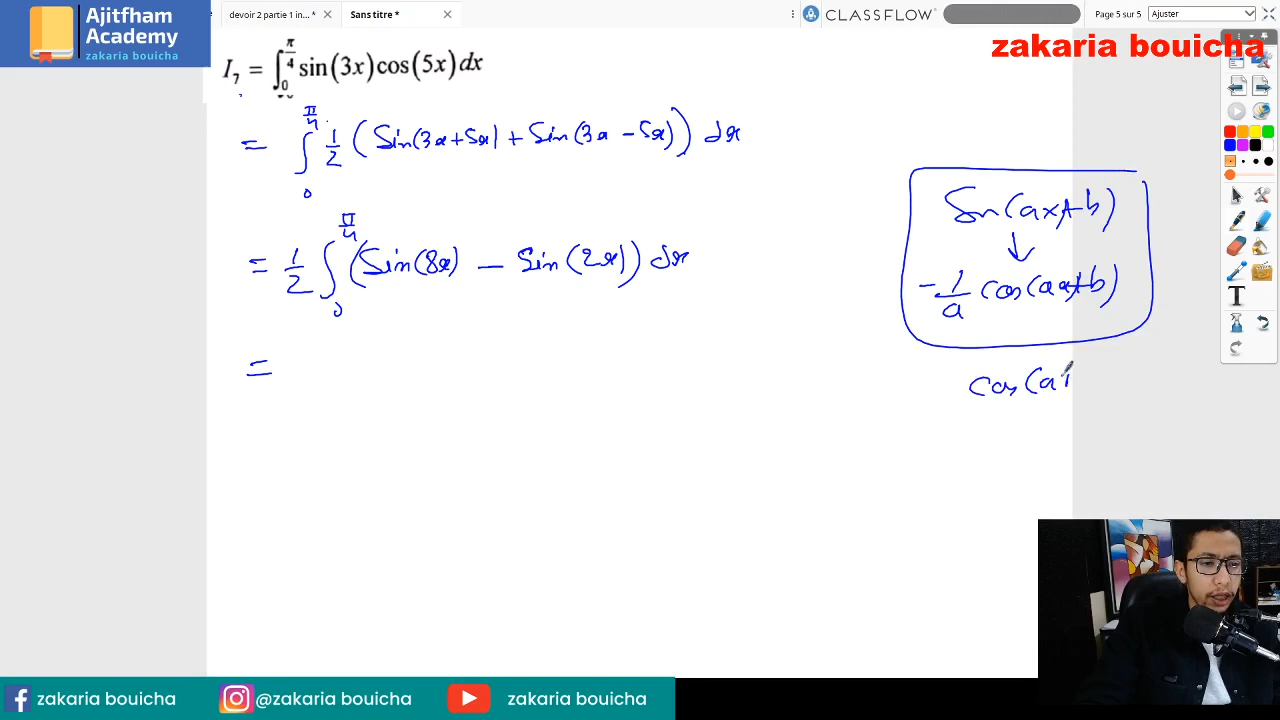 Ajitfham
Academy
zakaria bouicha
devoir 2 partie 1 in... *
Sans titre *
CLASSFLOW
Page 5 sur 5
Ajuster
zakaria bouicha
I₇ = ∫₀^{π/4} sin(3x)cos(5x)dx
= ∫₀^{π/4} 1/2 (Sin(3x+5x) + Sin(3x-5x)) dx
= 1/2 ∫₀^{π/4} (Sin(8x) - Sin(2x)) dx
=
Sin(ax+b)
↓
-1/a cos(ax+b)
cos(a
T
zakaria bouicha
@zakaria bouicha
zakaria bouicha